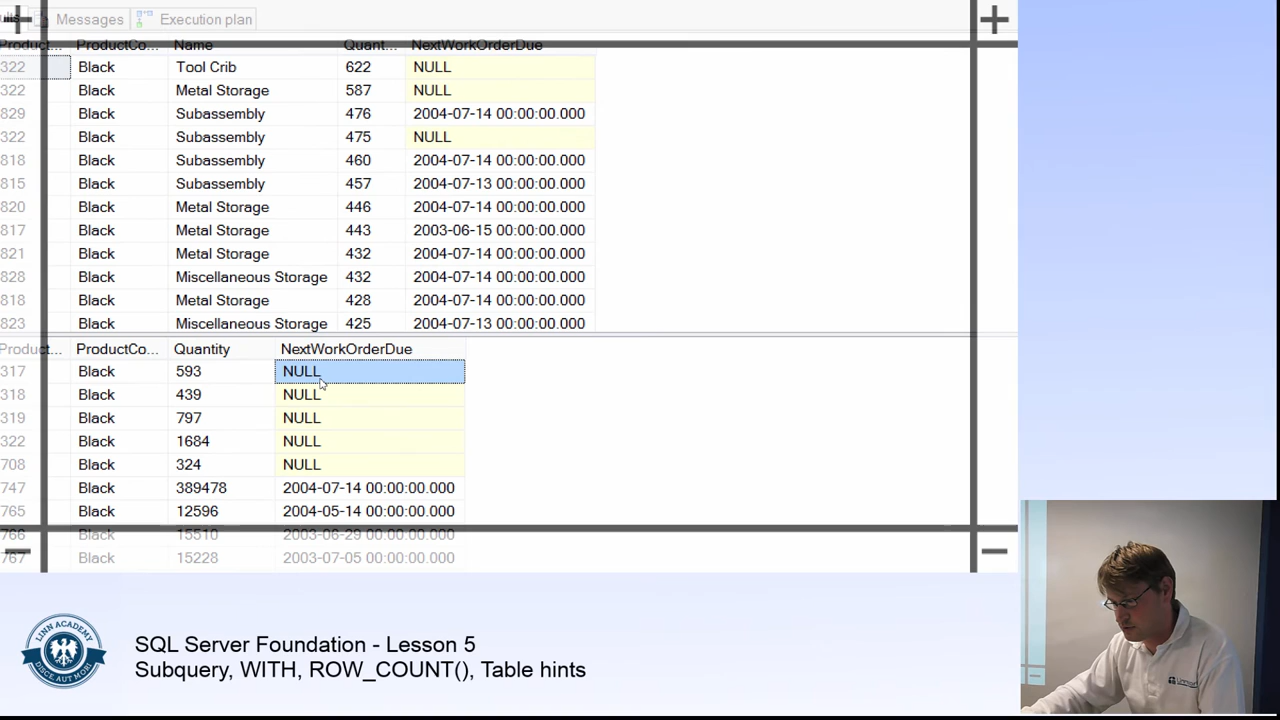 Messages Execution plan
Product... ProductCo... Name Quant... NextWorkOrderDue
322 Black Tool Crib 622 NULL
322 Black Metal Storage 587 NULL
829 Black Subassembly 476 2004-07-14 00:00:00.000
322 Black Subassembly 475 NULL
818 Black Subassembly 460 2004-07-14 00:00:00.000
815 Black Subassembly 457 2004-07-13 00:00:00.000
820 Black Metal Storage 446 2004-07-14 00:00:00.000
817 Black Metal Storage 443 2003-06-15 00:00:00.000
821 Black Metal Storage 432 2004-07-14 00:00:00.000
828 Black Miscellaneous Storage 432 2004-07-14 00:00:00.000
818 Black Metal Storage 428 2004-07-14 00:00:00.000
823 Black Miscellaneous Storage 425 2004-07-13 00:00:00.000
Product... ProductCo... Quantity NextWorkOrderDue
317 Black 593 NULL
318 Black 439 NULL
319 Black 797 NULL
322 Black 1684 NULL
708 Black 324 NULL
747 Black 389478 2004-07-14 00:00:00.000
765 Black 12596 2004-05-14 00:00:00.000
766 Black 15510 2003-06-29 00:00:00.000
767 Black 15228 2003-07-05 00:00:00.000
LINN ACADEMY
DISCE AUT MORI
SQL Server Foundation - Lesson 5
Subquery, WITH, ROW_COUNT(), Table hints